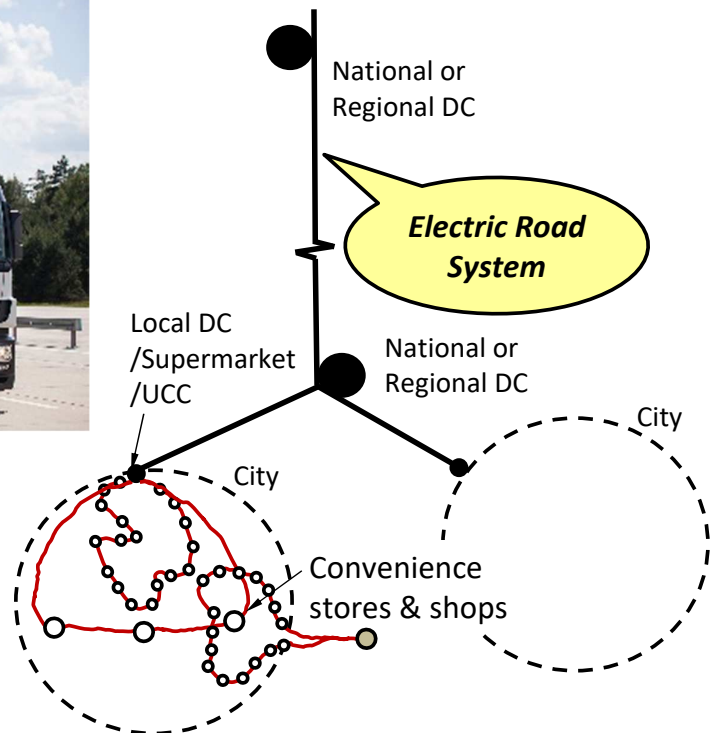 National or
Regional DC
Electric Road
System
Local DC
/Supermarket
/UCC
National or
Regional DC
City
City
Convenience
stores & shops